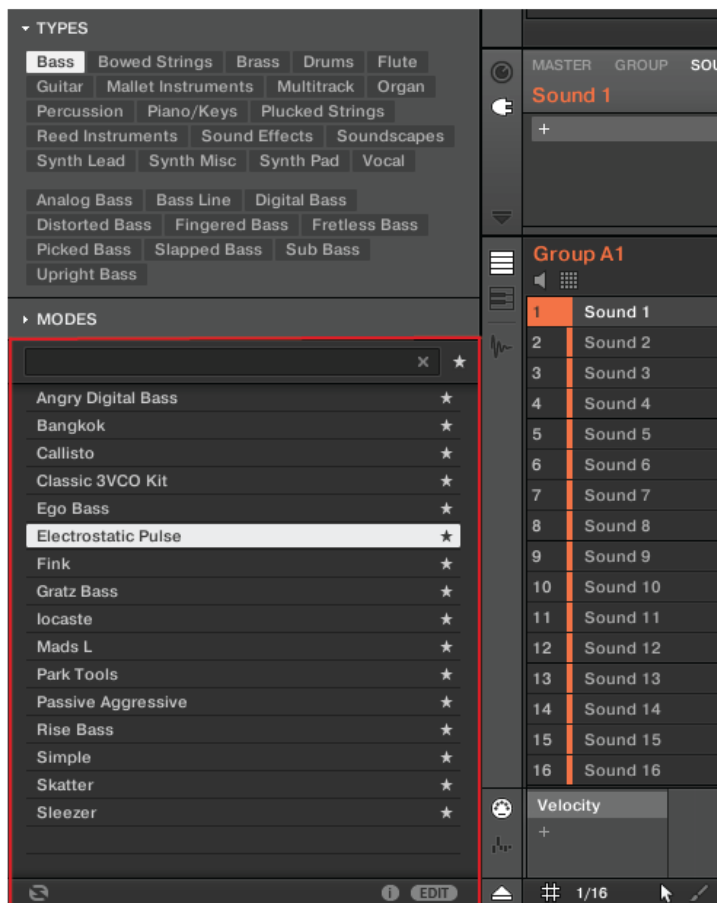 TYPES
Bass Bowed Strings Brass Drums Flute
Guitar Mallet Instruments Multitrack Organ
Percussion Piano/Keys Plucked Strings
Reed Instruments Sound Effects Soundscapes
Synth Lead Synth Misc Synth Pad Vocal
Analog Bass Bass Line Digital Bass
Distorted Bass Fingered Bass Fretless Bass
Picked Bass Slapped Bass Sub Bass
Upright Bass
MODES
Angry Digital Bass
Bangkok
Callisto
Classic 3VCO Kit
Ego Bass
Electrostatic Pulse
Fink
Gratz Bass
Iocaste
Mads L
Park Tools
Passive Aggressive
Rise Bass
Simple
Skatter
Sleezer
i EDIT
MASTER GROUP SOU
Sound 1
+
Group A1
1 Sound 1
2 Sound 2
3 Sound 3
4 Sound 4
5 Sound 5
6 Sound 6
7 Sound 7
8 Sound 8
9 Sound 9
10 Sound 10
11 Sound 11
12 Sound 12
13 Sound 13
14 Sound 14
15 Sound 15
16 Sound 16
Velocity
+
1/16